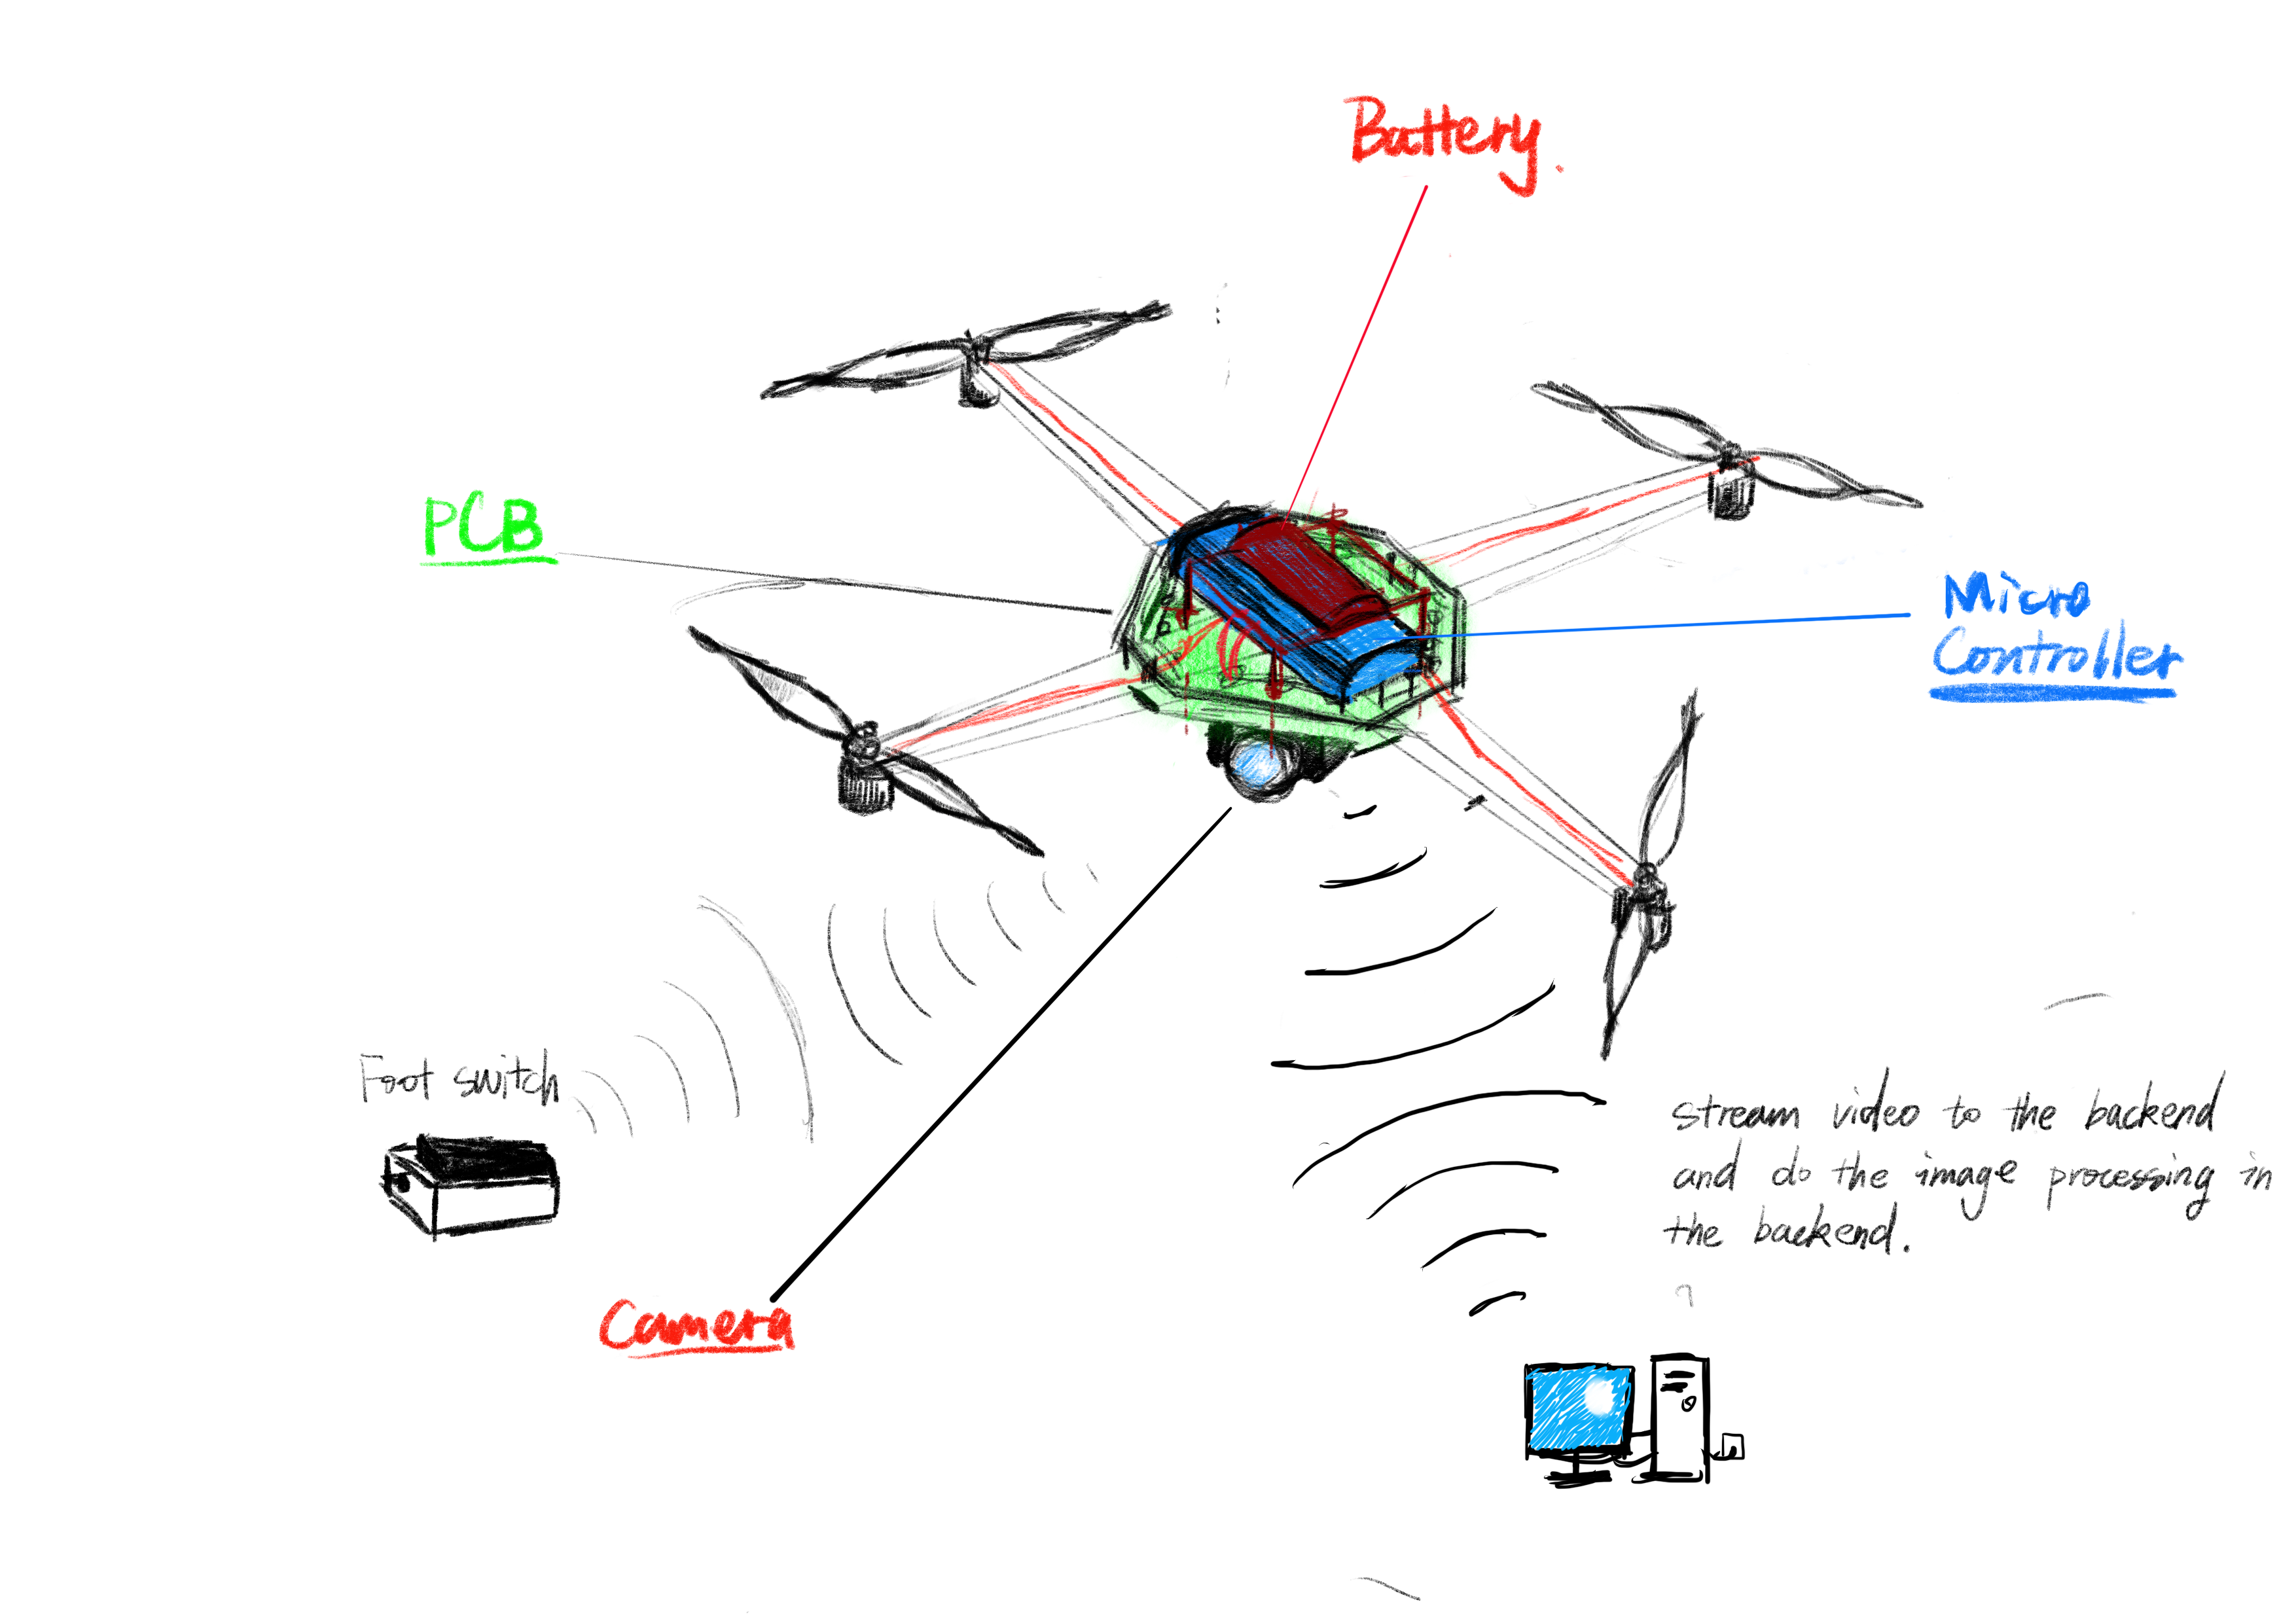 Battery.
PCB
Micro
Controller
Foot switch
stream video to the backend
and do the image processing in
the backend.
Camera